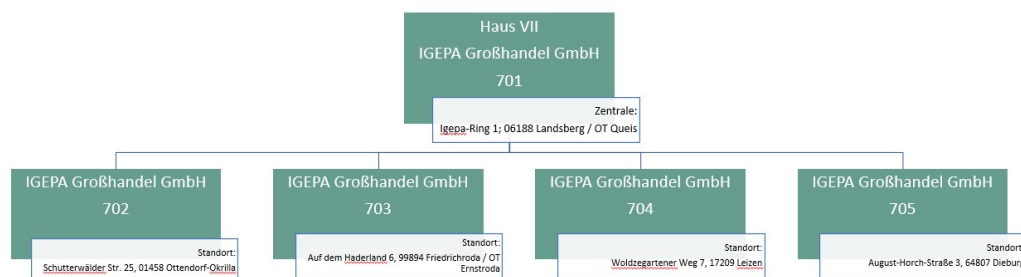 Haus VII
IGEPA Großhandel GmbH
701
Zentrale:
Igepa-Ring 1; 06188 Landsberg / OT Queis
IGEPA Großhandel GmbH
702
Standort:
Schutterwälder Str. 25, 01458 Ottendorf-Okrilla
IGEPA Großhandel GmbH
703
Standort:
Auf dem Haderland 6, 99894 Friedrichroda / OT
Ernstroda
IGEPA Großhandel GmbH
704
Standort:
Woldzegartener Weg 7, 17209 Leizen
IGEPA Großhandel GmbH
705
Standort:
August-Horch-Straße 3, 64807 Dieburg